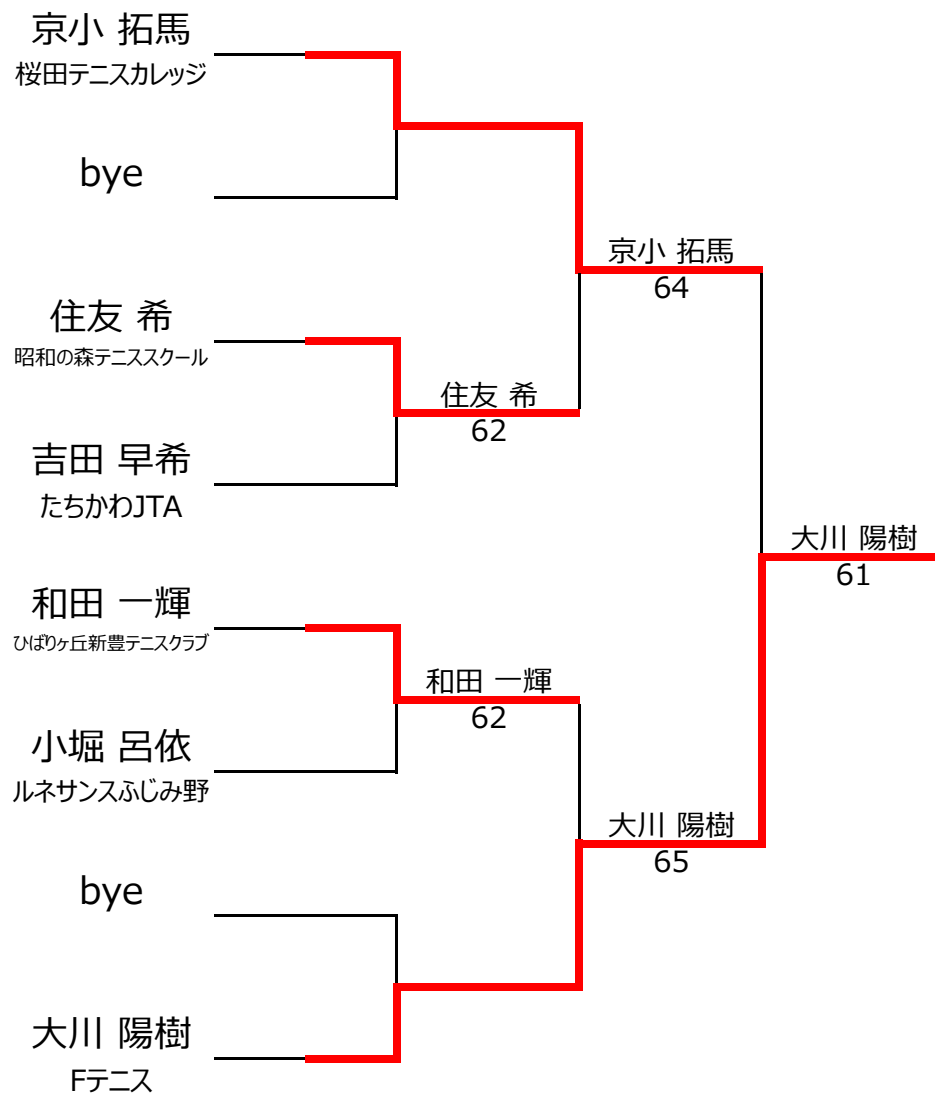 京小 拓馬
桜田テニスカレッジ
bye
住友 希
昭和の森テニススクール
吉田 早希
たちかわJTA
和田 一輝
ひばりヶ丘新豊テニスクラブ
小堀 呂依
ルネサンスふじみ野
bye
大川 陽樹
Fテニス
住友 希
62
和田 一輝
62
京小 拓馬
64
大川 陽樹
65
大川 陽樹
61